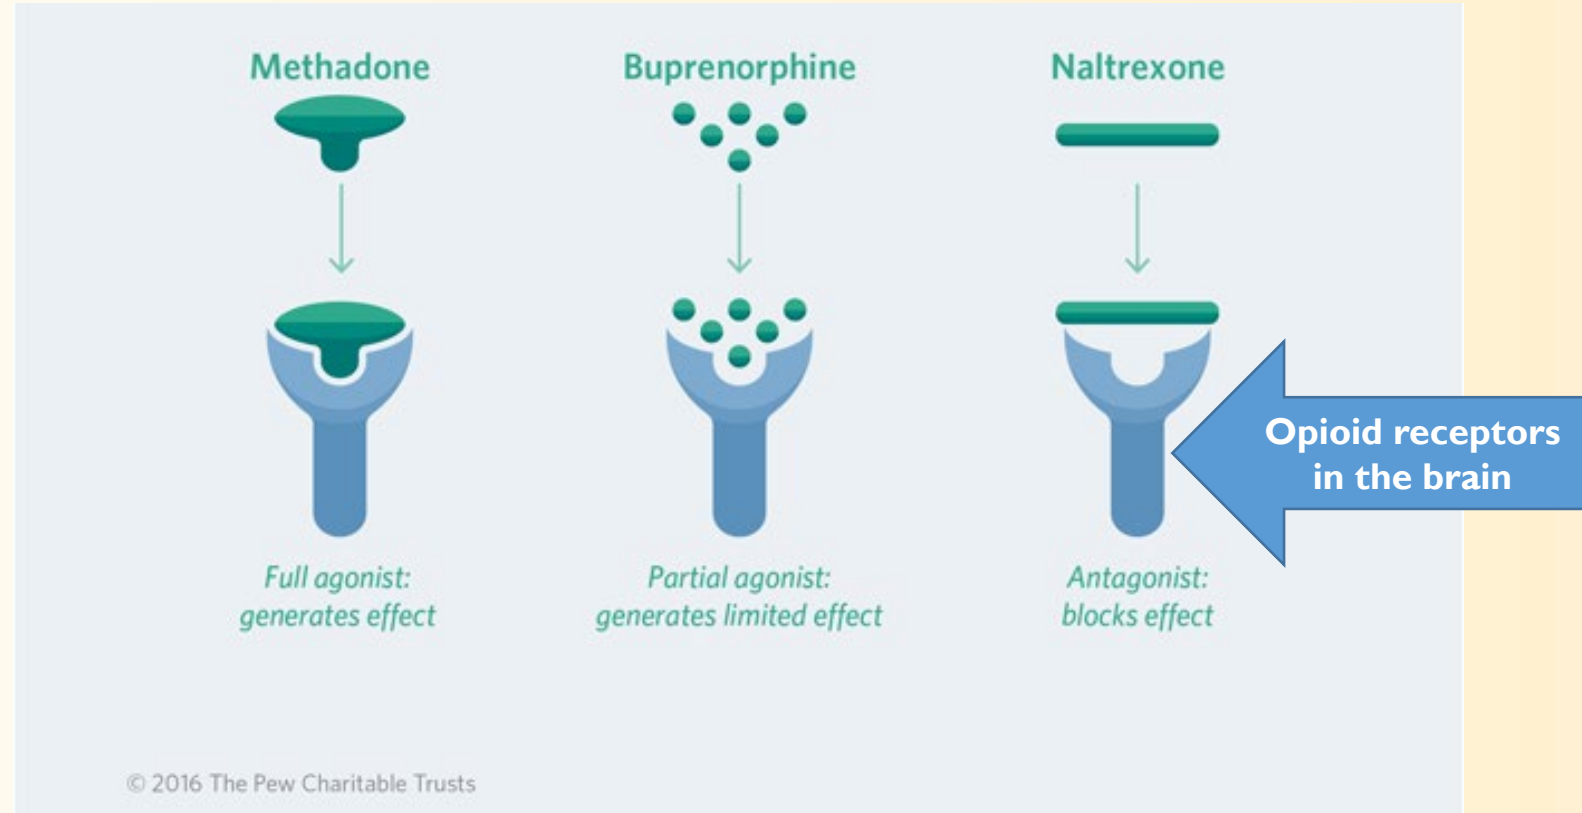 Methadone
Buprenorphine
Naltrexone
Opioid receptors
in the brain
Full agonist:
generates effect
Partial agonist:
generates limited effect
Antagonist:
blocks effect
© 2016 The Pew Charitable Trusts